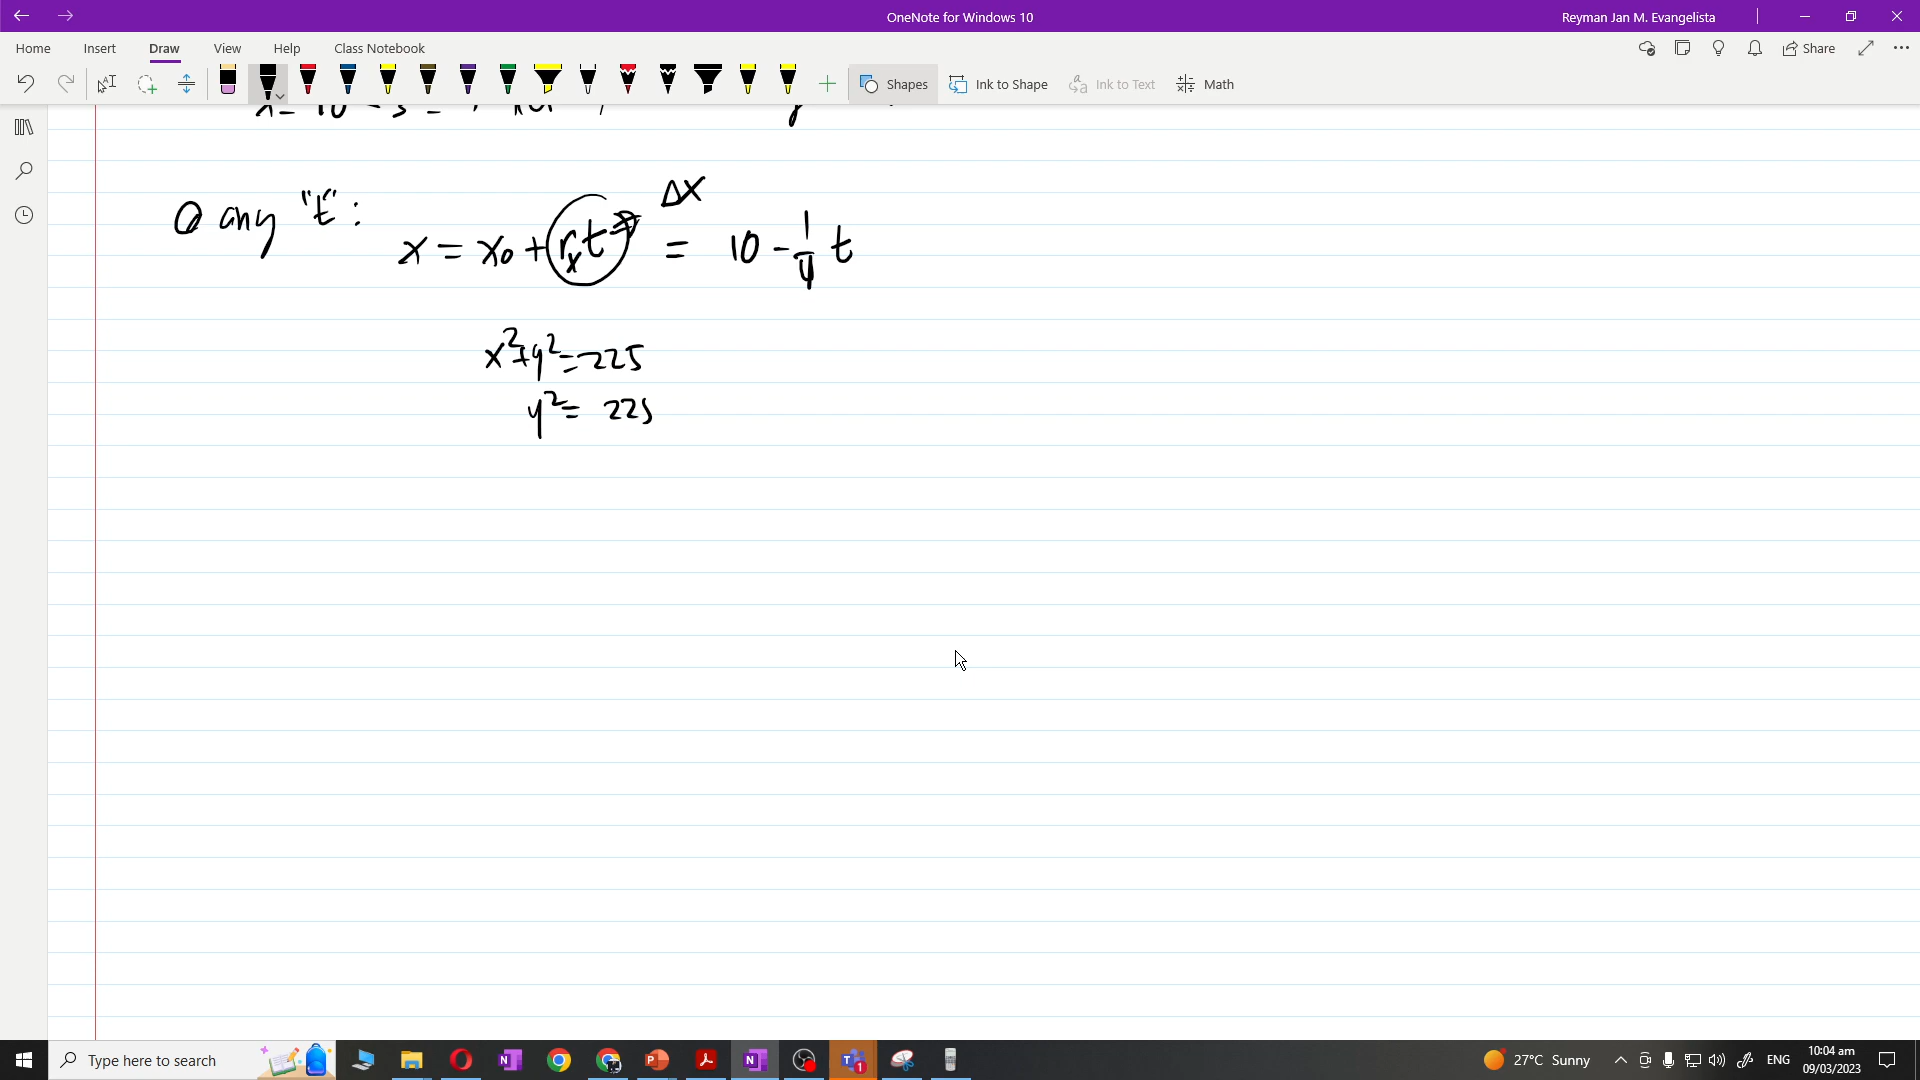 OneNote for Windows 10
Reyman Jan M. Evangelista
Home Insert Draw View Help Class Notebook
Share
Shapes Ink to Shape Ink to Text Math
@ any "t":
Δx
x = x₀ + rₓt = 10 - 1/4 t
x²+y²=225
y²= 225
Type here to search
1
27°C Sunny
ENG
10:04 am
09/03/2023